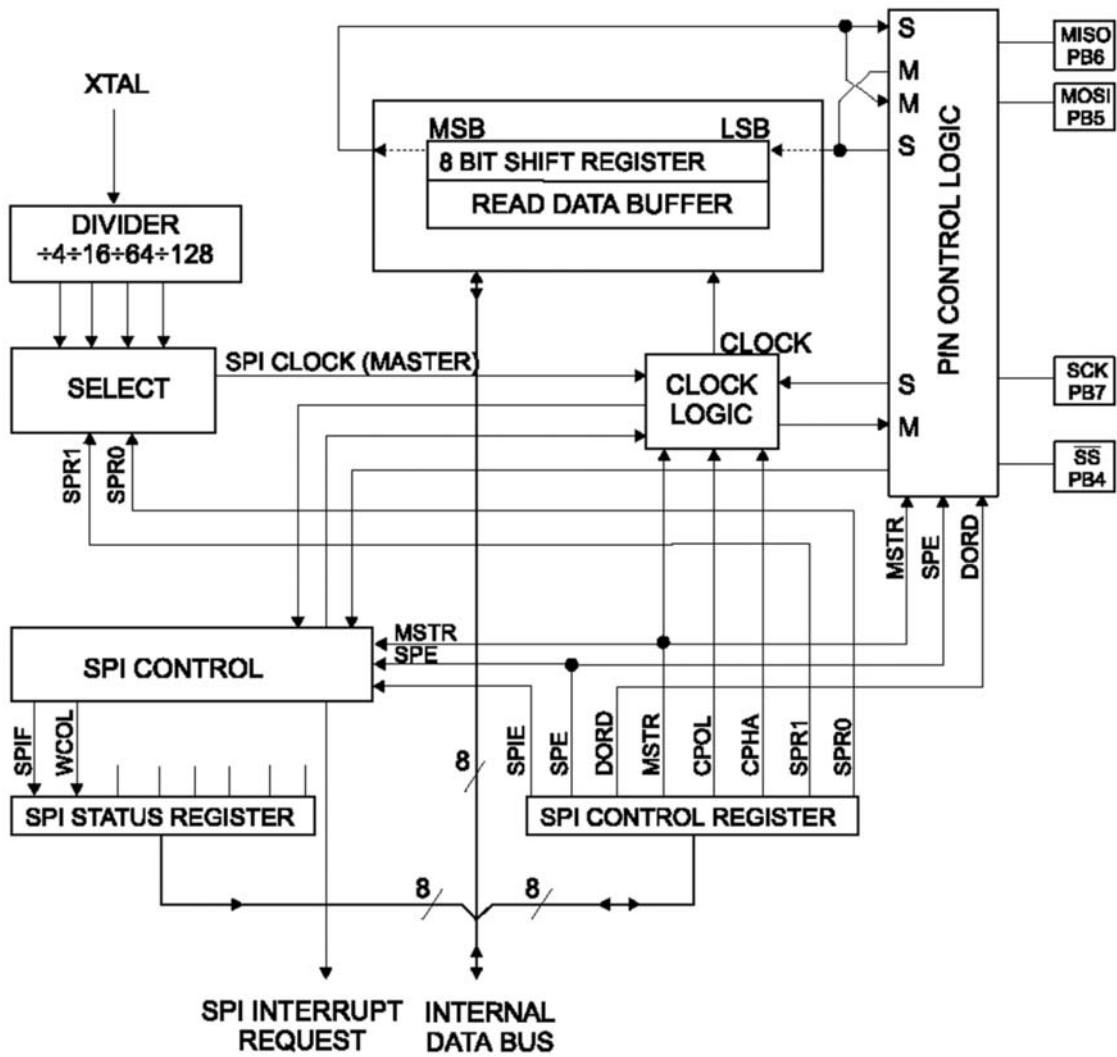 S
MISO
PB6
M
XTAL
M
MOSI
PB5
MSB
LSB
S
8 BIT SHIFT REGISTER
READ DATA BUFFER
DIVIDER
÷4÷16÷64÷128
PIN CONTROL LOGIC
SPI CLOCK (MASTER)
CLOCK
SELECT
CLOCK
LOGIC
S
SCK
PB7
M
SS
PB4
SPR1
SPR0
MSTR
SPE
DORD
MSTR
SPE
SPI CONTROL
SPIF
WCOL
8
SPIE
SPE
DORD
MSTR
CPOL
CPHA
SPR1
SPR0
SPI STATUS REGISTER
SPI CONTROL REGISTER
8
8
SPI INTERRUPT
REQUEST
INTERNAL
DATA BUS